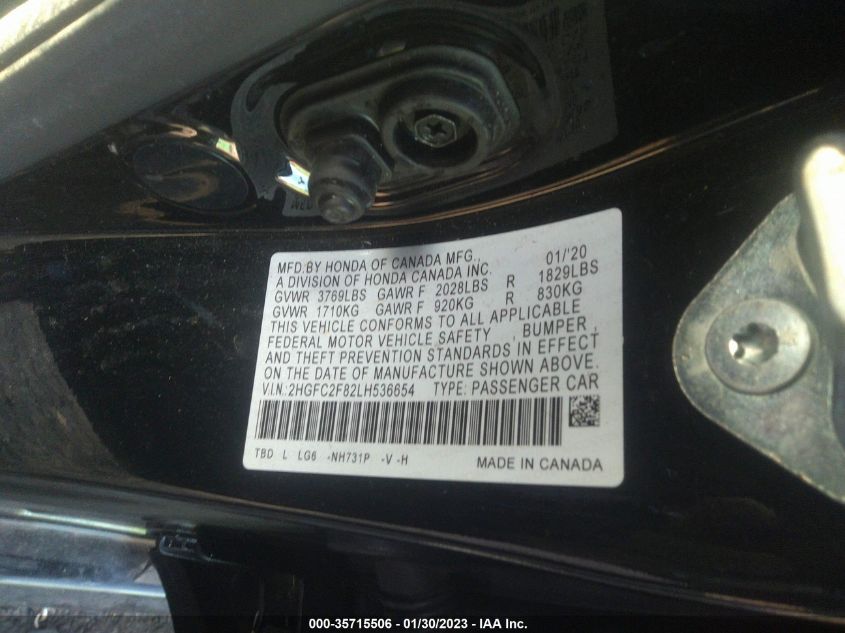 MFD.BY HONDA OF CANADA MFG., 01/'20
A DIVISION OF HONDA CANADA INC.
GVWR 3769LBS GAWR F 2028LBS R 1829LBS
GVWR 1710KG GAWR F 920KG R 830KG
THIS VEHICLE CONFORMS TO ALL APPLICABLE
FEDERAL MOTOR VEHICLE SAFETY , BUMPER ,
AND THEFT PREVENTION STANDARDS IN EFFECT
ON THE DATE OF MANUFACTURE SHOWN ABOVE.
V.I.N.: 2HGFC2F82LH536654 TYPE: PASSENGER CAR
TBD L LG6 -NH731P -V -H MADE IN CANADA
000-35715506 - 01/30/2023 - IAA Inc.